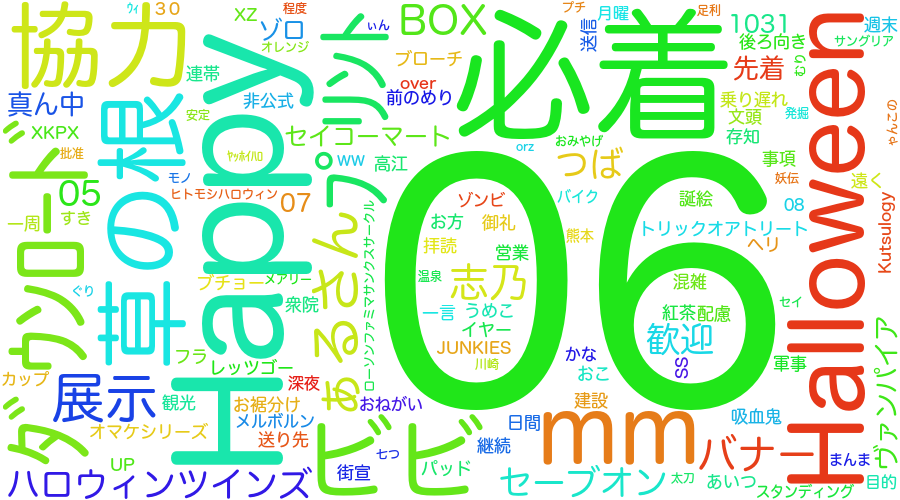 協力
ウィ
３０
XZ
程度
ゾロ
オレンジ
ぃん
BOX
必着
プチ
月曜
足利
送信
1031
後ろ向き
週末
サングリア
連帯
ブローチ
先着
むり
真ん中
非公式
over
前のめり
乗り遅れ
安定
文頭
発掘
XKPX
セイコーマート
おみやげ
存知
ゃんこの
批准
草の根
Happy
ﾔｯﾎｲﾊﾛ
プリッツ
ww
高江
orz
つば
事項
Halloween
モノ
妖伝
遠く
05
ヒトモシハロウィン
07
06
ゾンビ
バイク
誕絵
08
一周
すき
お方
御礼
トリックオアトリート
Kutsulogy
拝読
営業
熊本
ヘリ
ダウンロード
ブチョー
メアリー
あるさん
ローソンファミマサンクスサークル
温泉
志乃
混雑
ぐり
衆院
一言
うめこ
紅茶配慮
セイ
イヤー
歓迎
フラ
JUNKIES
かな
レッツゴー
川崎
SS
軍事
ヴァンパイア
カップ
展示
深夜
おこ
観光
お裾分け
おねがい
建設
mm
吸血鬼
メルボルン
日間
オマケシリーズ
送り先
ビビ
継続
バナー
七つ
まんま
UP
街宣
パッド
ハロウィンツインズ
セーブオン
太刀
あいつ
目的
スタンディング